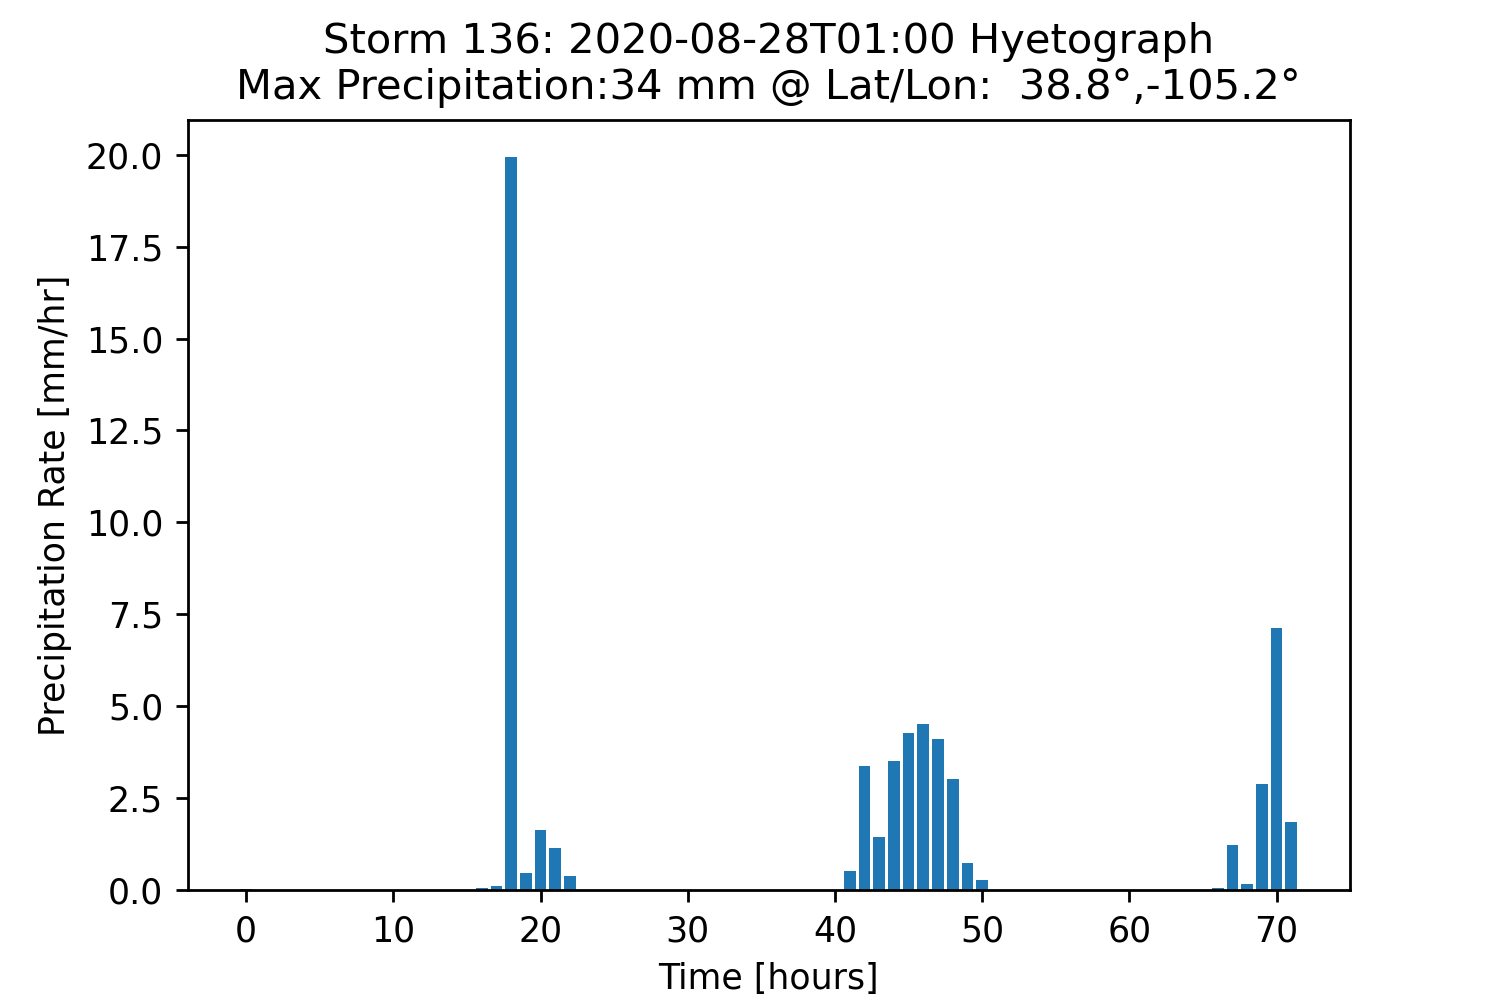 Storm 136: 2020-08-28T01:00 Hyetograph
Max Precipitation:34 mm @ Lat/Lon:  38.8°,-105.2°
Precipitation Rate [mm/hr]
20.0
17.5
15.0
12.5
10.0
7.5
5.0
2.5
0.0
0 10 20 30 40 50 60 70
Time [hours]